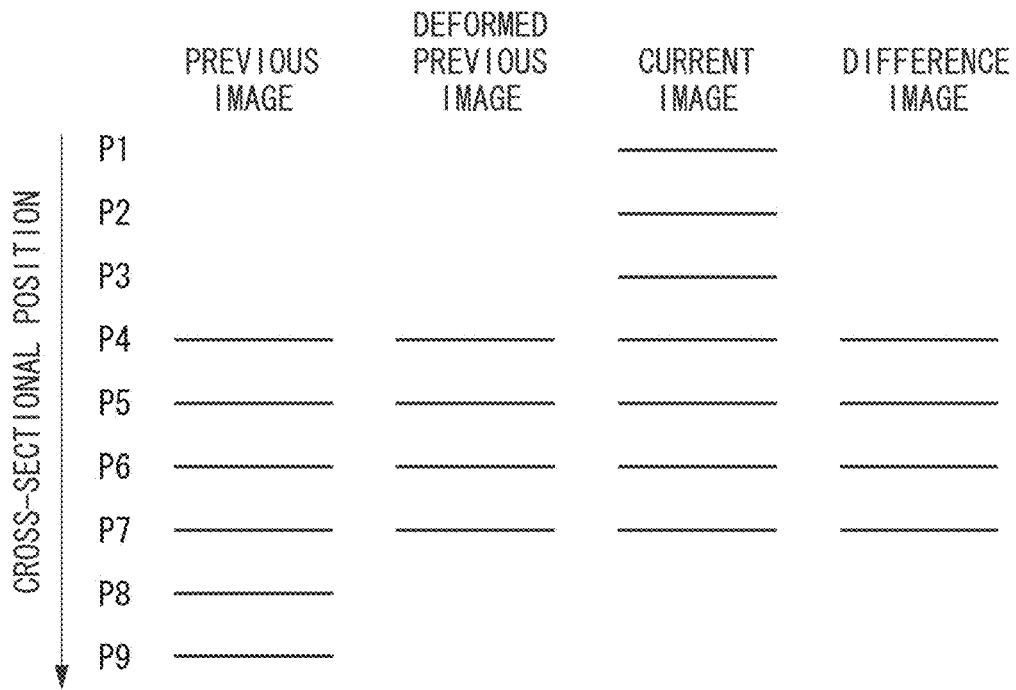 PREVIOUS
IMAGE
DEFORMED
PREVIOUS
IMAGE
CURRENT
IMAGE
DIFFERENCE
IMAGE
CROSS-SECTIONAL POSITION
P1
P2
P3
P4
P5
P6
P7
P8
P9